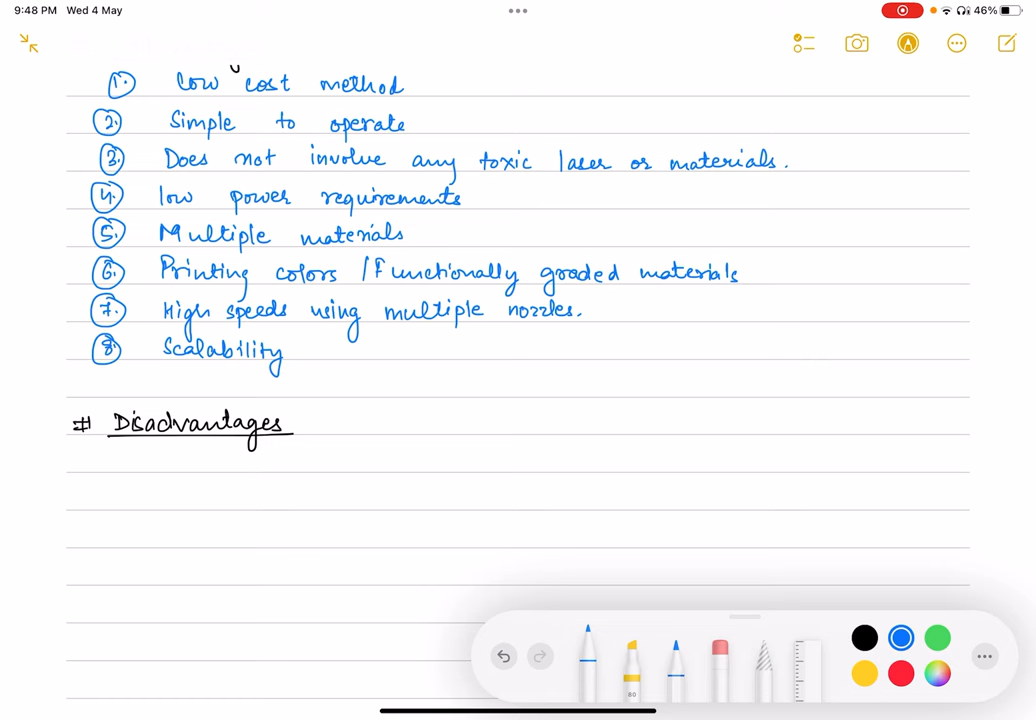 9:48 PM Wed 4 May
46%
1. Low cost method
2. Simple to operate
3. Does not involve any toxic laser or materials.
4. low power requirements
5. Multiple materials
6. Printing colors / Functionally graded materials
7. High speeds using multiple nozzles.
8. Scalability
# Disadvantages
80